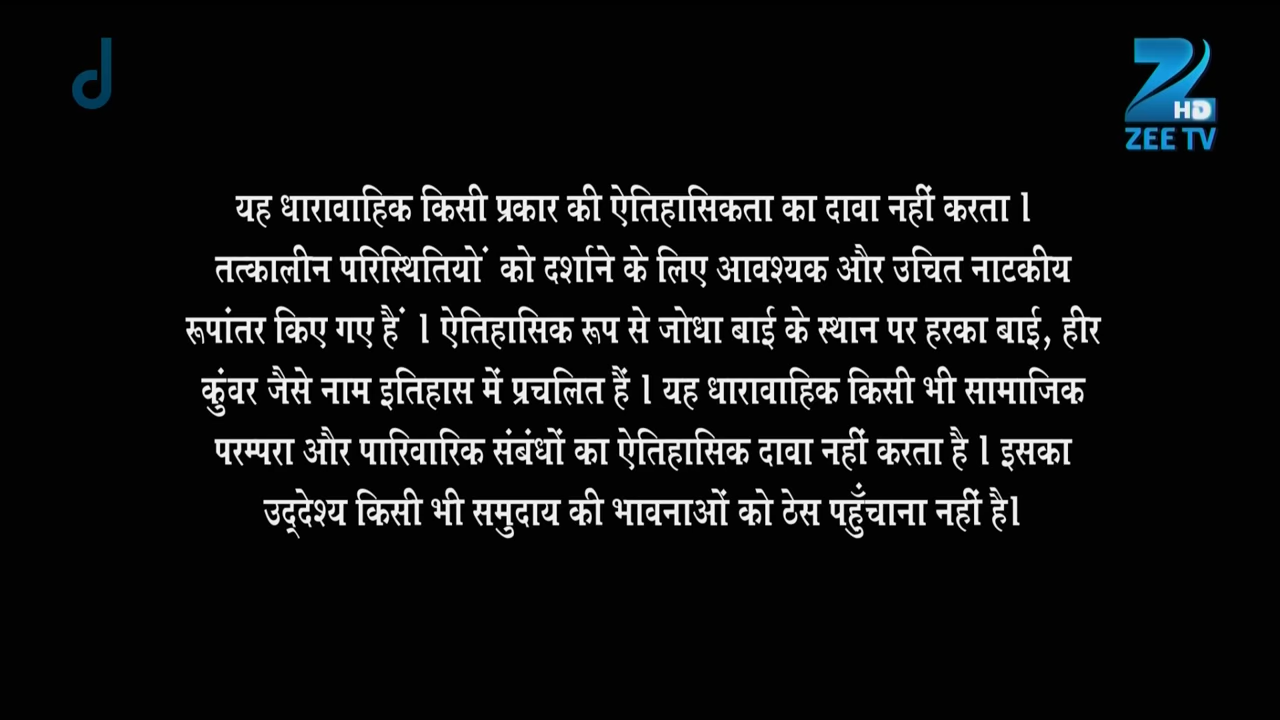 d
Z
HD
ZEE TV
यह धारावाहिक किसी प्रकार की ऐतिहासिकता का दावा नहीं करता l
तत्कालीन परिस्थितियों को दर्शाने के लिए आवश्यक और उचित नाटकीय
रूपांतर किए गए हैं l ऐतिहासिक रूप से जोधा बाई के स्थान पर हरका बाई, हीर
कुंवर जैसे नाम इतिहास में प्रचलित हैं l यह धारावाहिक किसी भी सामाजिक
परम्परा और पारिवारिक संबंधों का ऐतिहासिक दावा नहीं करता है l इसका
उद्देश्य किसी भी समुदाय की भावनाओं को ठेस पहुँचाना नहीं हैl